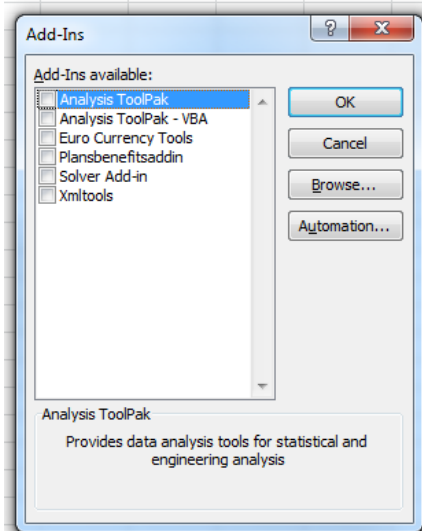 Add-Ins
Add-Ins available:
Analysis ToolPak
Analysis ToolPak - VBA
Euro Currency Tools
Plansbenefitsaddin
Solver Add-in
Xmltools
OK
Cancel
Browse...
Automation...
Analysis ToolPak
Provides data analysis tools for statistical and
engineering analysis